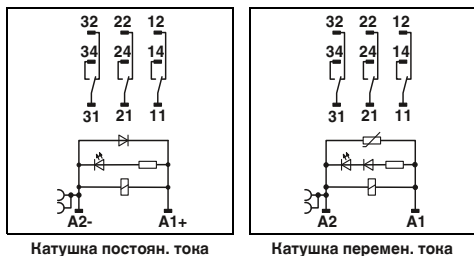 32 22 12
34 24 14
31 21 11
A2- A1+
Катушка постоян. тока
32 22 12
34 24 14
31 21 11
A2 A1
Катушка перемен. тока